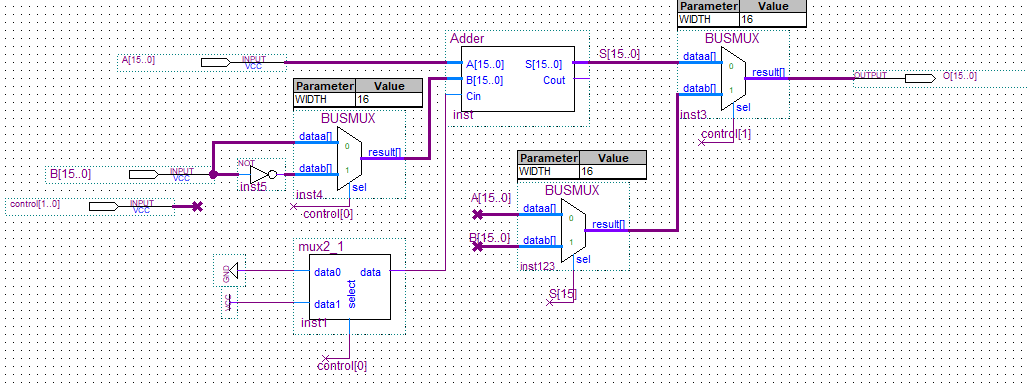 Parameter Value
WIDTH 16
BUSMUX
dataa[]
datab[]
0
1
result[]
sel
inst3
control[1]
OUTPUT
O[15..0]
Adder
A[15..0]
B[15..0]
Cin
S[15..0]
Cout
inst
S[15..0]
A[15..0]
INPUT
VCC
Parameter Value
WIDTH 16
BUSMUX
dataa[]
datab[]
0
1
result[]
sel
inst4
control[0]
B[15..0]
INPUT
VCC
NOT
inst5
control[1..0]
INPUT
VCC
Parameter Value
WIDTH 16
BUSMUX
A[15..0]
B[15..0]
dataa[]
datab[]
0
1
result[]
sel
inst123
S[15]
mux2_1
data0
data1
data
select
inst1
GND
VCC
control[0]